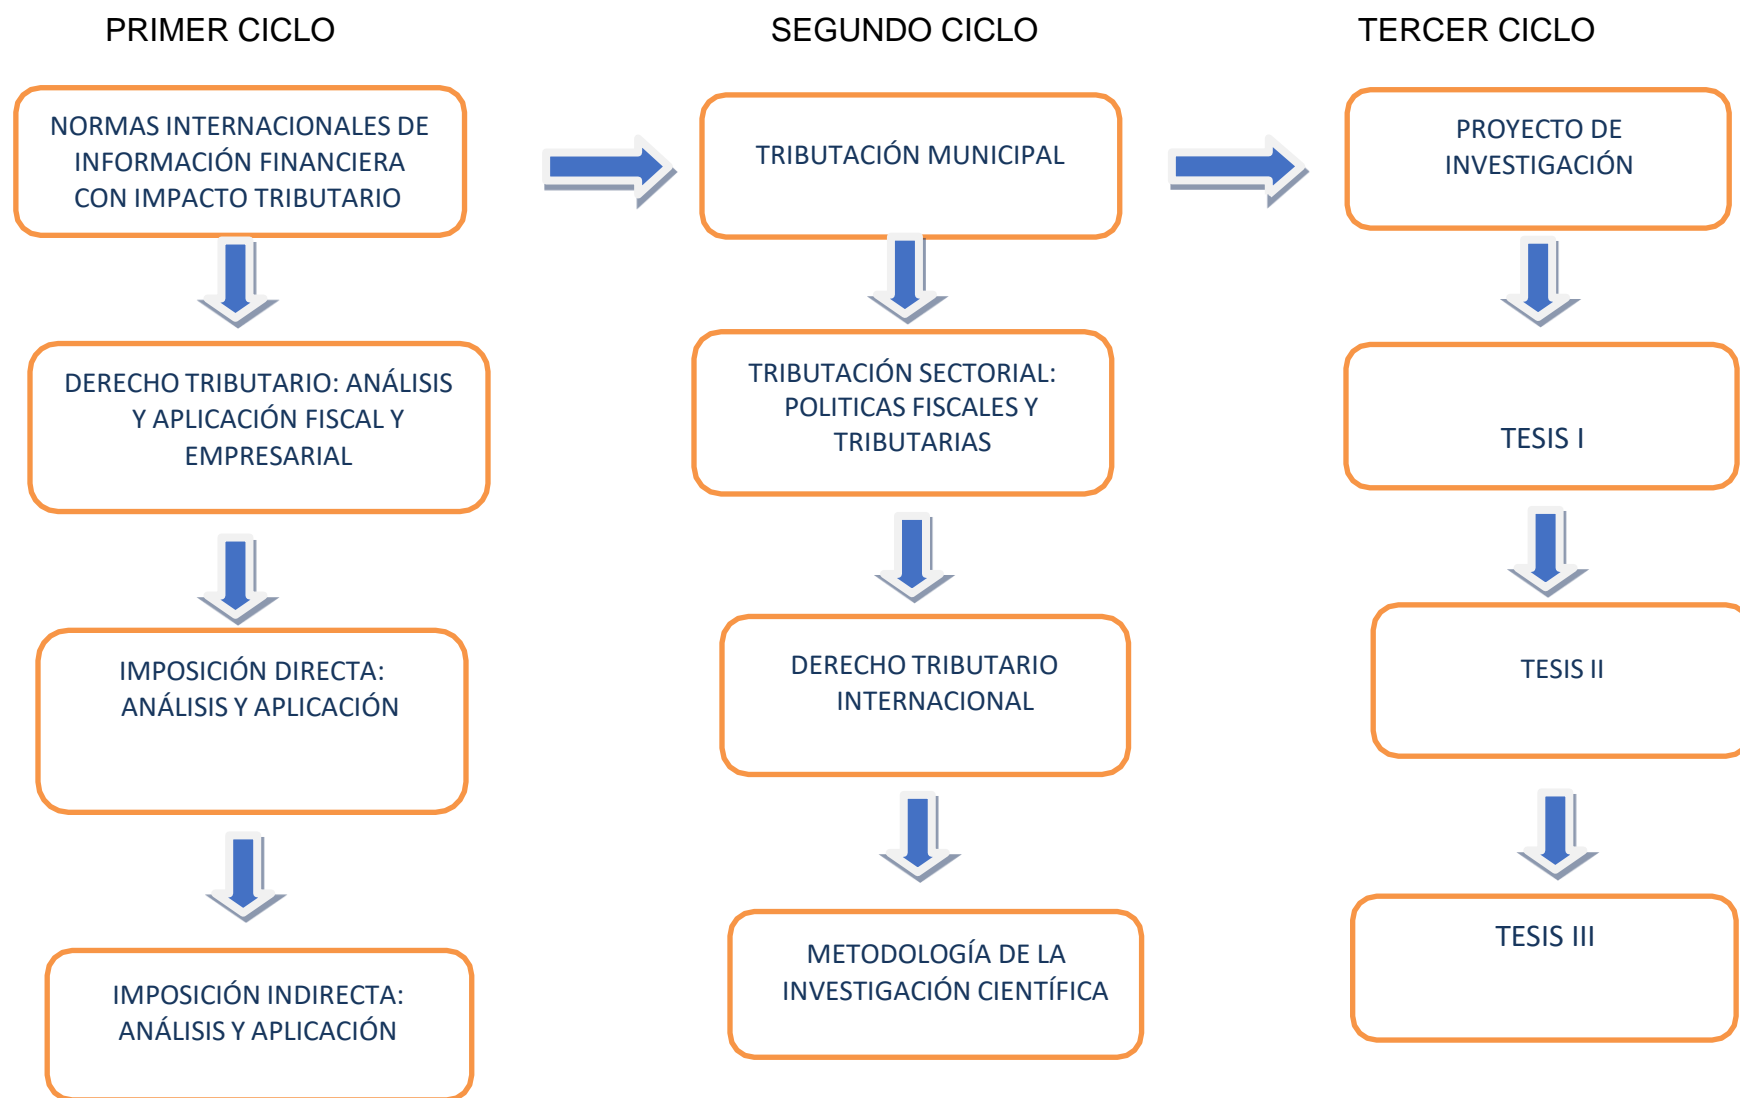 PRIMER CICLO
SEGUNDO CICLO
TERCER CICLO
NORMAS INTERNACIONALES DE
INFORMACIÓN FINANCIERA
CON IMPACTO TRIBUTARIO
TRIBUTACIÓN MUNICIPAL
PROYECTO DE
INVESTIGACIÓN
DERECHO TRIBUTARIO: ANÁLISIS
Y APLICACIÓN FISCAL Y
EMPRESARIAL
TRIBUTACIÓN SECTORIAL:
POLITICAS FISCALES Y
TRIBUTARIAS
TESIS I
IMPOSICIÓN DIRECTA:
ANÁLISIS Y APLICACIÓN
DERECHO TRIBUTARIO
INTERNACIONAL
TESIS II
IMPOSICIÓN INDIRECTA:
ANÁLISIS Y APLICACIÓN
METODOLOGÍA DE LA
INVESTIGACIÓN CIENTÍFICA
TESIS III